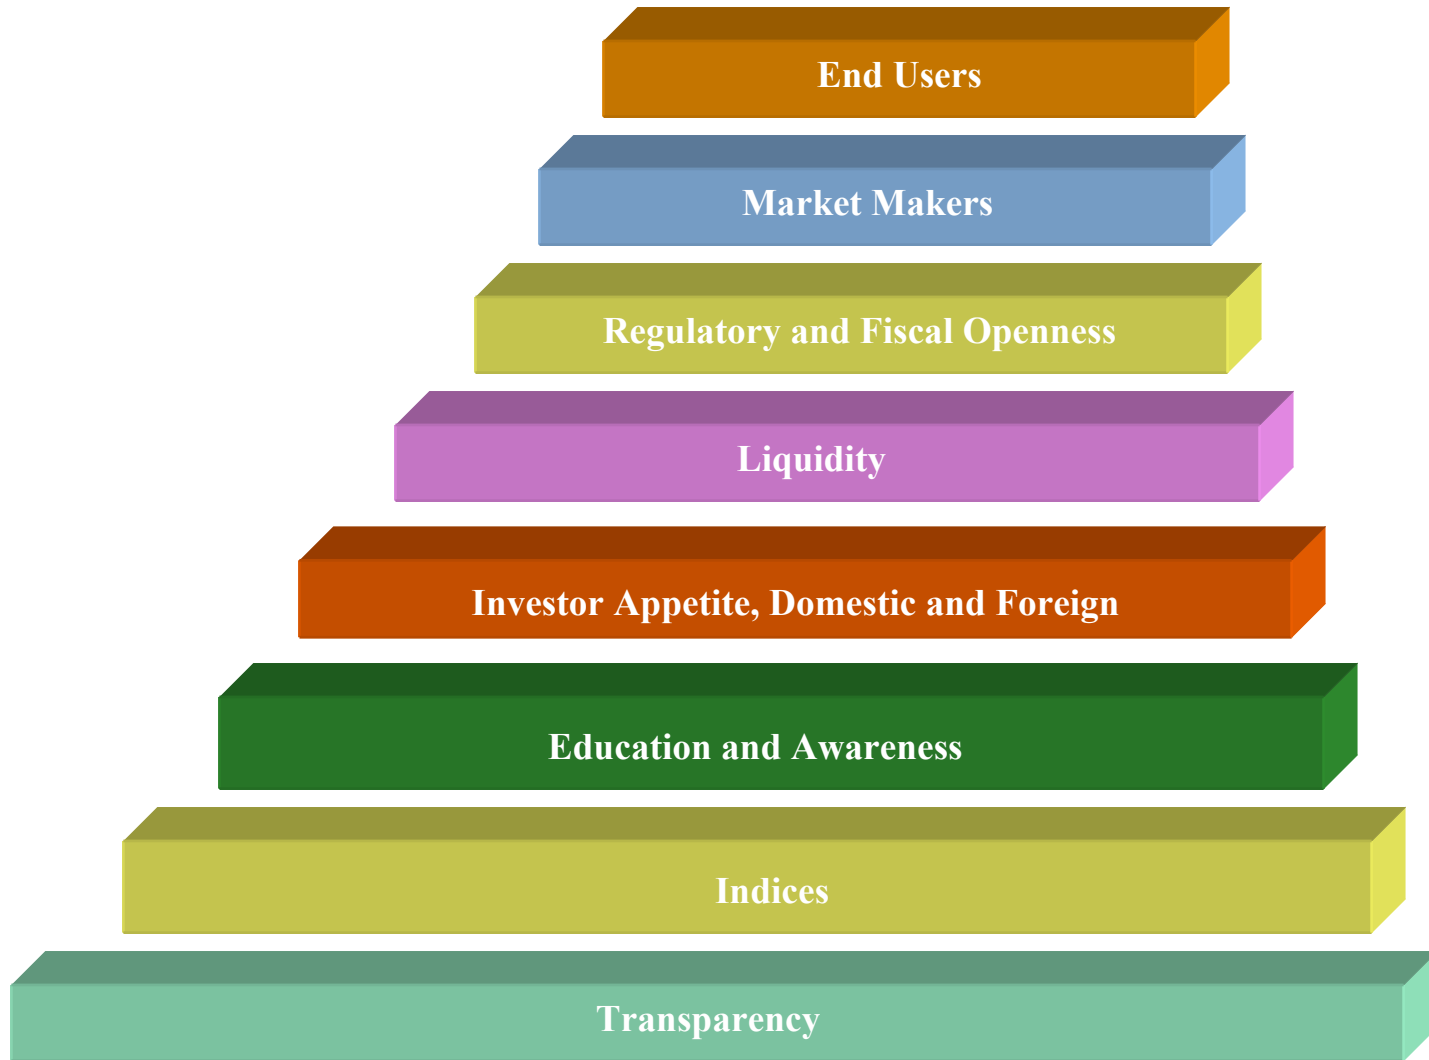 End Users
Market Makers
Regulatory and Fiscal Openness
Liquidity
Investor Appetite, Domestic and Foreign
Education and Awareness
Indices
Transparency